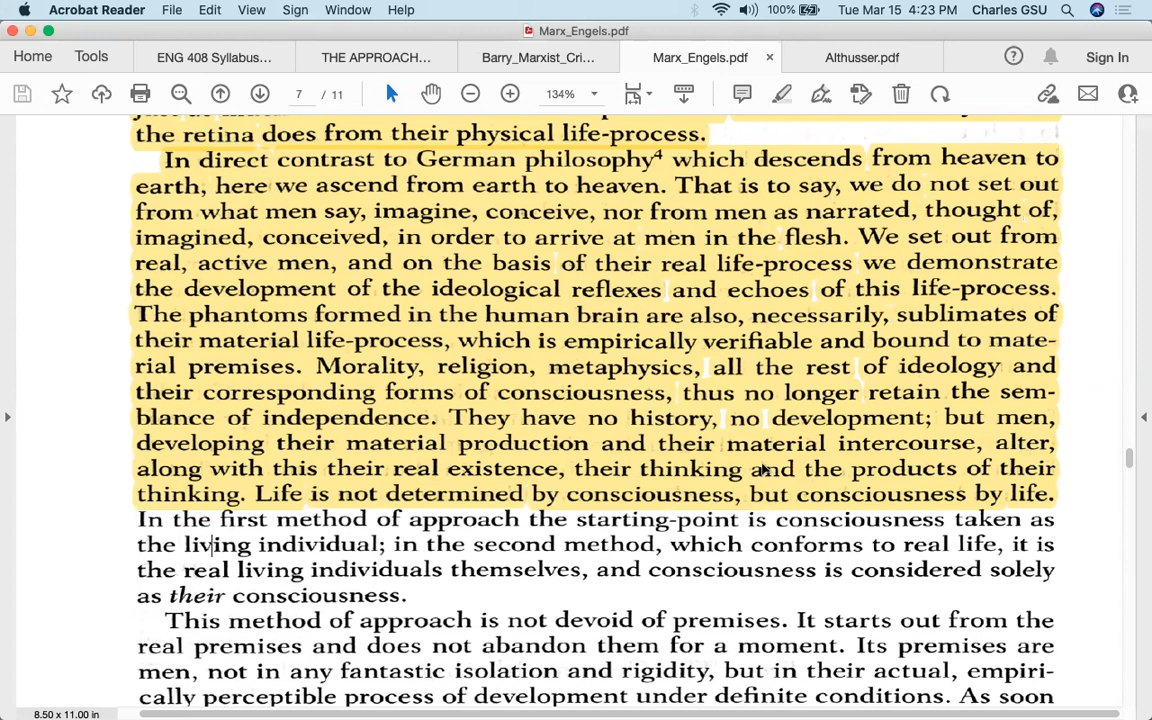 Acrobat Reader File Edit View Sign Window Help 100% Tue Mar 15 4:23 PM Charles GSU
Marx_Engels.pdf
Home Tools ENG 408 Syllabus... THE APPROACH... Barry_Marxist_Cri... Marx_Engels.pdf × Althusser.pdf Sign In
7 / 11 134%
the retina does from their physical life-process.
In direct contrast to German philosophy⁴ which descends from heaven to
earth, here we ascend from earth to heaven. That is to say, we do not set out
from what men say, imagine, conceive, nor from men as narrated, thought of,
imagined, conceived, in order to arrive at men in the flesh. We set out from
real, active men, and on the basis of their real life-process we demonstrate
the development of the ideological reflexes and echoes of this life-process.
The phantoms formed in the human brain are also, necessarily, sublimates of
their material life-process, which is empirically verifiable and bound to mate-
rial premises. Morality, religion, metaphysics, all the rest of ideology and
their corresponding forms of consciousness, thus no longer retain the sem-
blance of independence. They have no history, no development; but men,
developing their material production and their material intercourse, alter,
along with this their real existence, their thinking and the products of their
thinking. Life is not determined by consciousness, but consciousness by life.
In the first method of approach the starting-point is consciousness taken as
the living individual; in the second method, which conforms to real life, it is
the real living individuals themselves, and consciousness is considered solely
as their consciousness.
This method of approach is not devoid of premises. It starts out from the
real premises and does not abandon them for a moment. Its premises are
men, not in any fantastic isolation and rigidity, but in their actual, empiri-
cally perceptible process of development under definite conditions. As soon
8.50 x 11.00 in